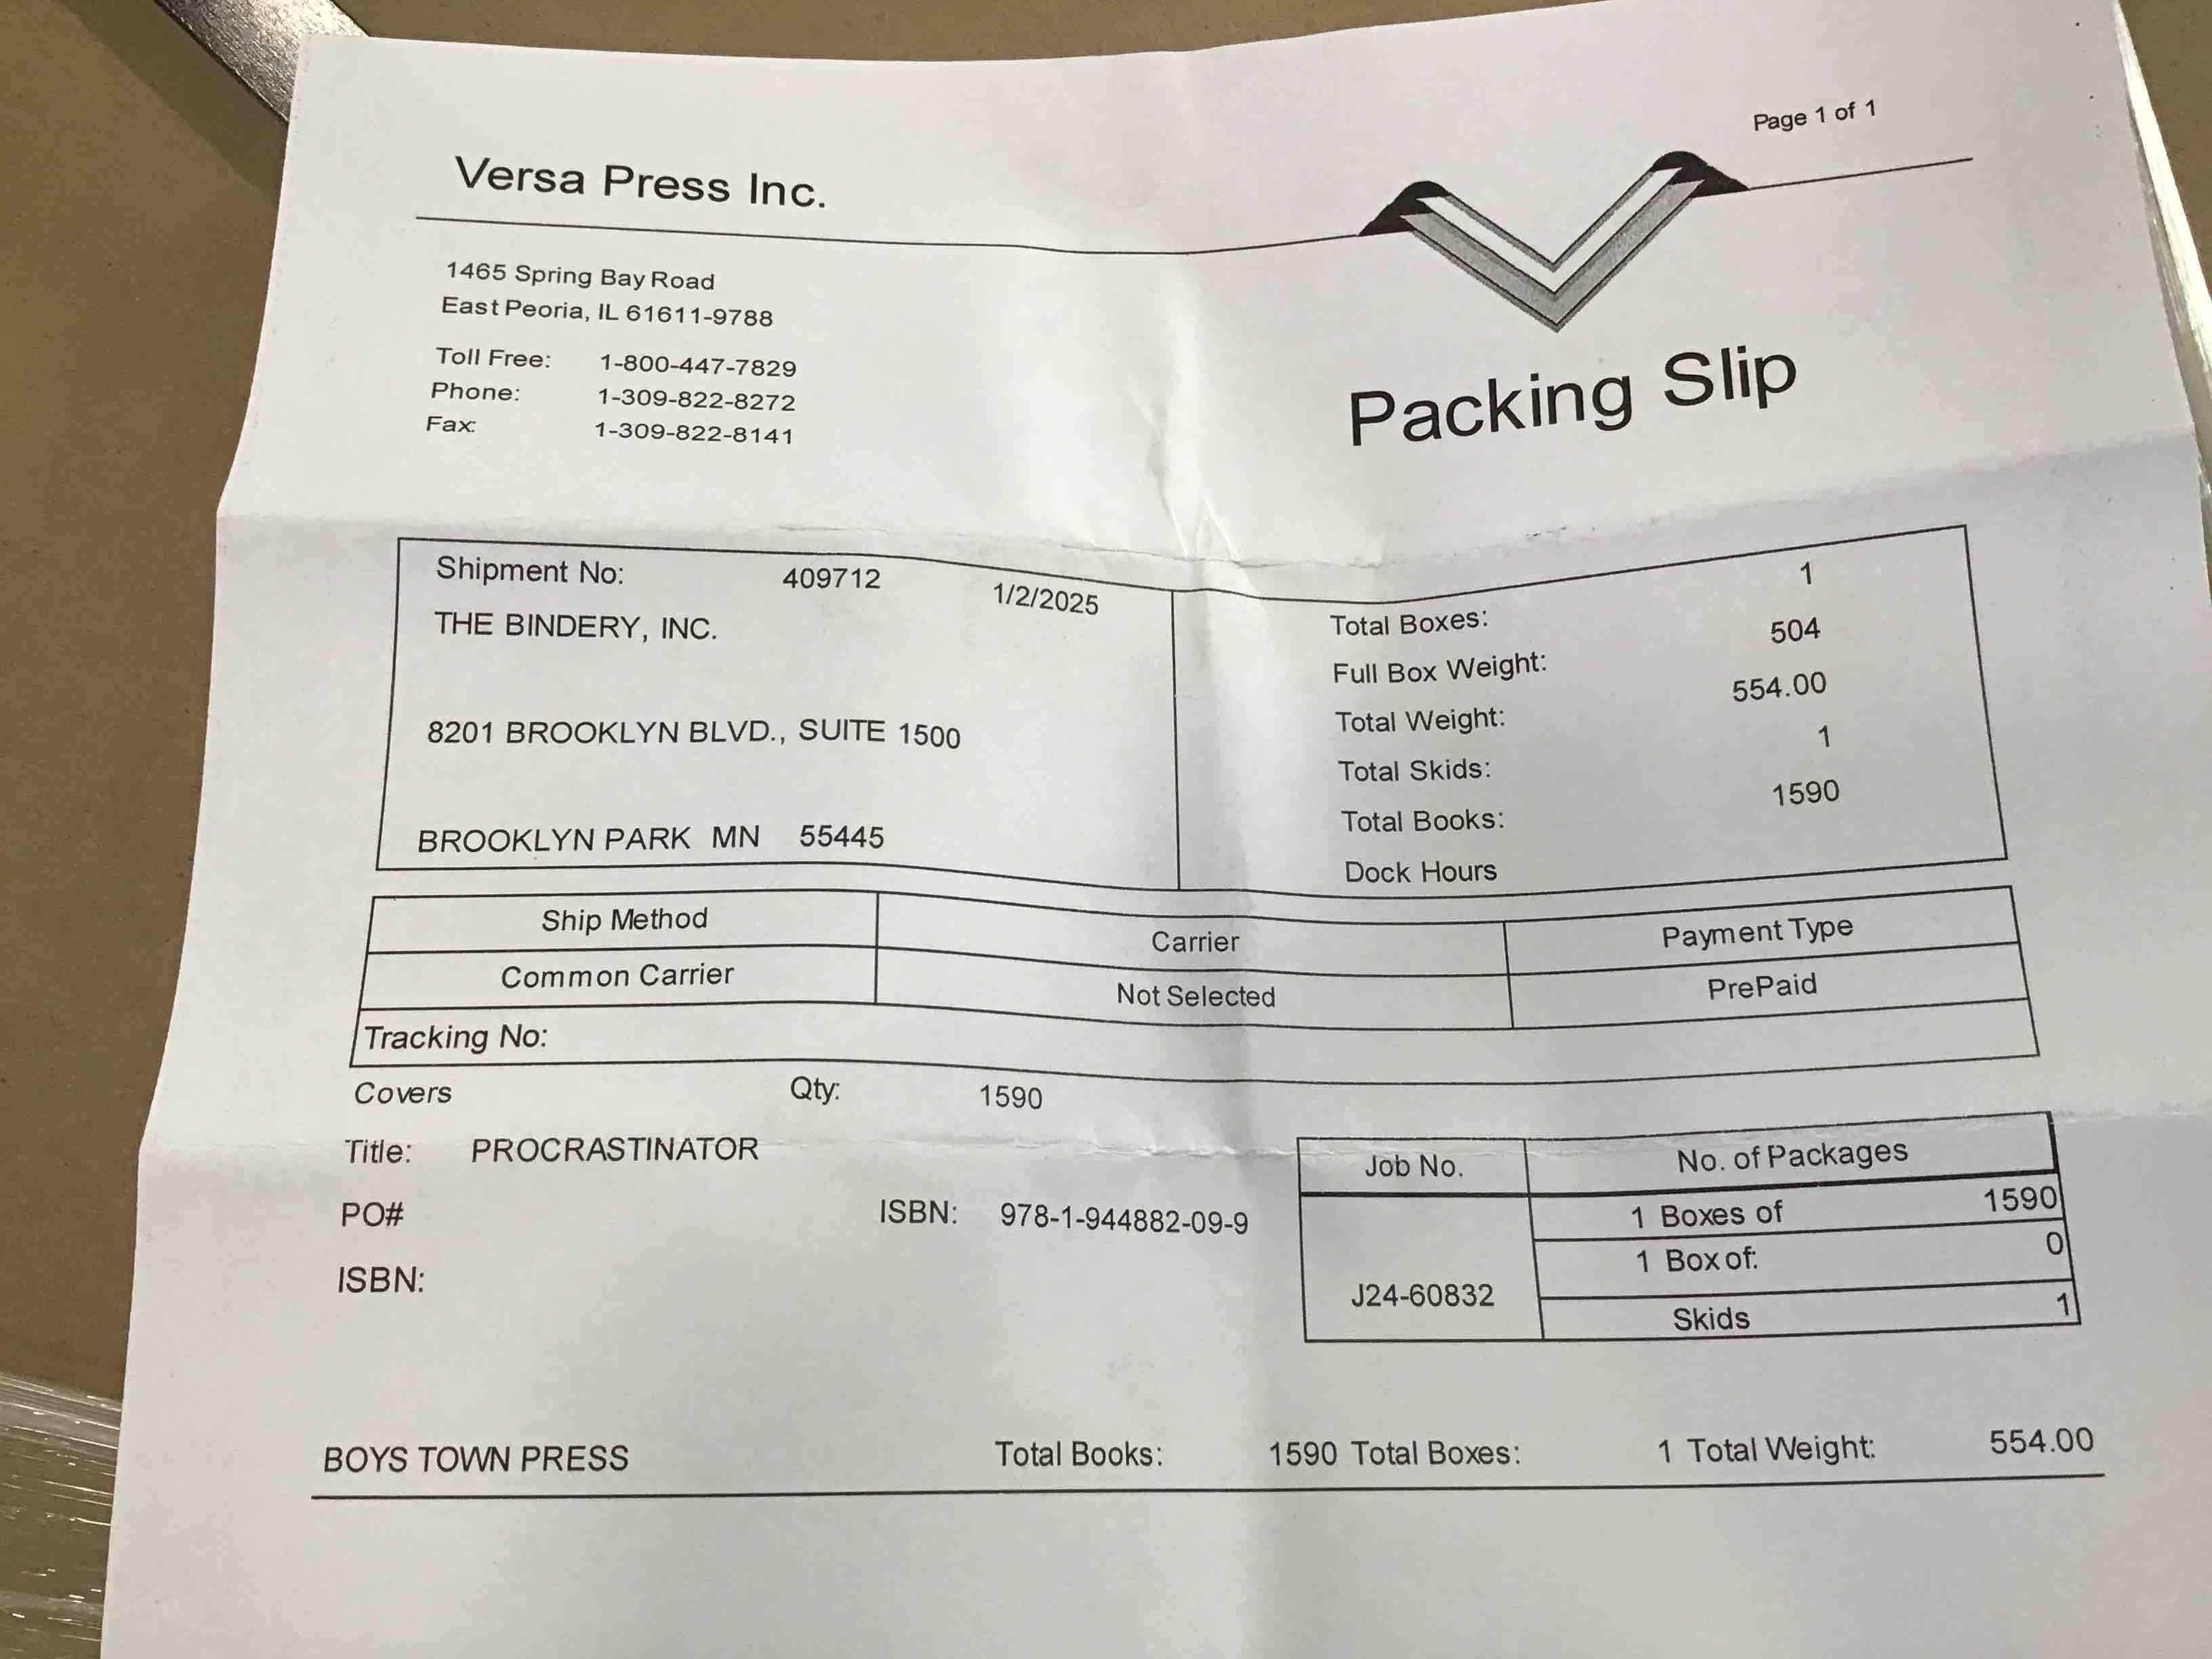 Page 1 of 1
Versa Press Inc.
1465 Spring Bay Road
East Peoria, IL 61611-9788
Toll Free: 1-800-447-7829
Phone: 1-309-822-8272
Fax: 1-309-822-8141
Packing Slip
Shipment No: 409712 1/2/2025
THE BINDERY, INC.
8201 BROOKLYN BLVD., SUITE 1500
BROOKLYN PARK MN 55445
Total Boxes: 1
Full Box Weight: 504
Total Weight: 554.00
Total Skids: 1
Total Books: 1590
Dock Hours
Ship Method Carrier Payment Type
Common Carrier Not Selected PrePaid
Tracking No:
Covers Qty: 1590
Title: PROCRASTINATOR
PO# ISBN: 978-1-944882-09-9
ISBN:
Job No. No. of Packages
J24-60832
1 Boxes of 1590
1 Box of: 0
Skids 1
BOYS TOWN PRESS Total Books: 1590 Total Boxes: 1 Total Weight: 554.00